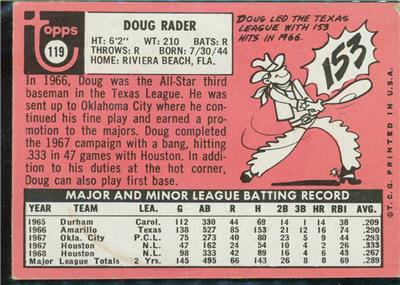 DOUG RADER
topps
119
HT: 6'2" WT: 210 BATS: R
THROWS: R BORN: 7/30/44
HOME: RIVIERA BEACH, FLA.
In 1966, Doug was the All-Star third
baseman in the Texas League. He was
sent up to Oklahoma City where he con-
tinued his fine play and earned a
promotion to the majors. Doug completed
the 1967 campaign with a bang, hitting
.333 in 47 games with Houston. In addi-
tion to his duties at the hot corner,
Doug can also play first base.
DOUG LED THE TEXAS
LEAGUE WITH 153
HITS IN 1966.
153
© T.C.G. PRINTED IN U.S.A.
MAJOR AND MINOR LEAGUE BATTING RECORD
YEAR TEAM LEA. G AB R H 2B 3B HR RBI AVG.
1965 Durham Carol. 112 330 44 69 14 1 14 38 .209
1966 Amarillo Texas 138 527 85 153 21 12 16 74 .290
1967 Okla. City P.C.L. 75 280 32 82 14 5 9 34 .293
1967 Houston N.L. 47 162 24 54 10 4 2 26 .333
1968 Houston N.L. 98 333 42 89 16 4 6 43 .267
Major League Totals 2 Yrs. 145 495 66 143 26 8 8 69 .289